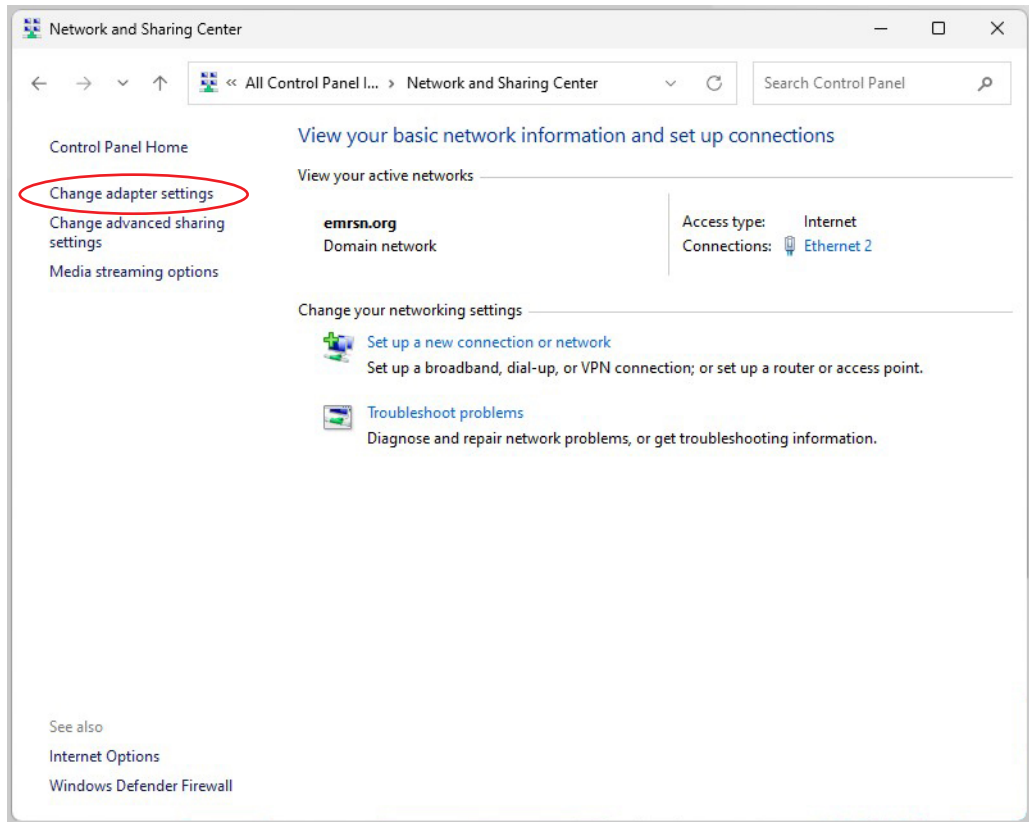 Network and Sharing Center
« All Control Panel I... › Network and Sharing Center
Search Control Panel
Control Panel Home
Change adapter settings
Change advanced sharing
settings
Media streaming options
View your basic network information and set up connections
View your active networks
emrsn.org
Domain network
Access type: Internet
Connections: Ethernet 2
Change your networking settings
Set up a new connection or network
Set up a broadband, dial-up, or VPN connection; or set up a router or access point.
Troubleshoot problems
Diagnose and repair network problems, or get troubleshooting information.
See also
Internet Options
Windows Defender Firewall